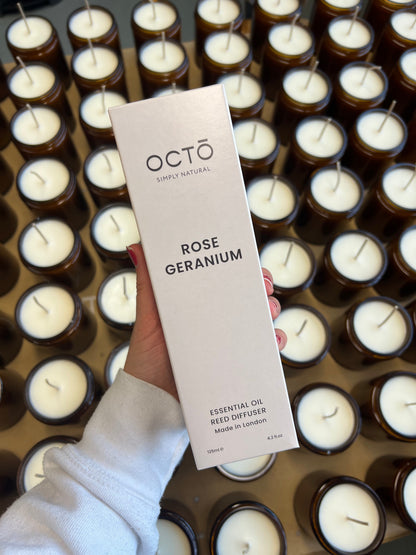 OCTŌ
SIMPLY NATURAL
ROSE
GERANIUM
ESSENTIAL OIL
REED DIFFUSER
Made in London
125ml ℮ 4.2 fl oz